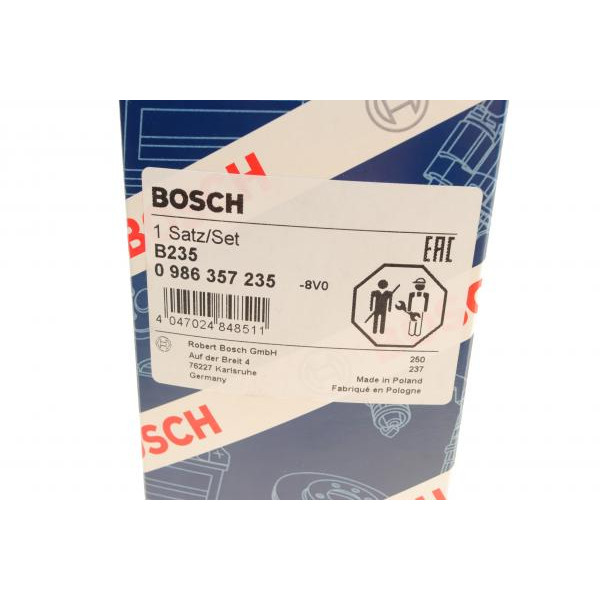 BOSCH
1 Satz/Set
B235
0 986 357 235
-8V0
EAC
4 047024 848511
Robert Bosch GmbH
Auf der Breit 4
76227 Karlsruhe
Germany
250
237
Made in Poland
Fabriqué en Pologne
BOSCH
BOSCH